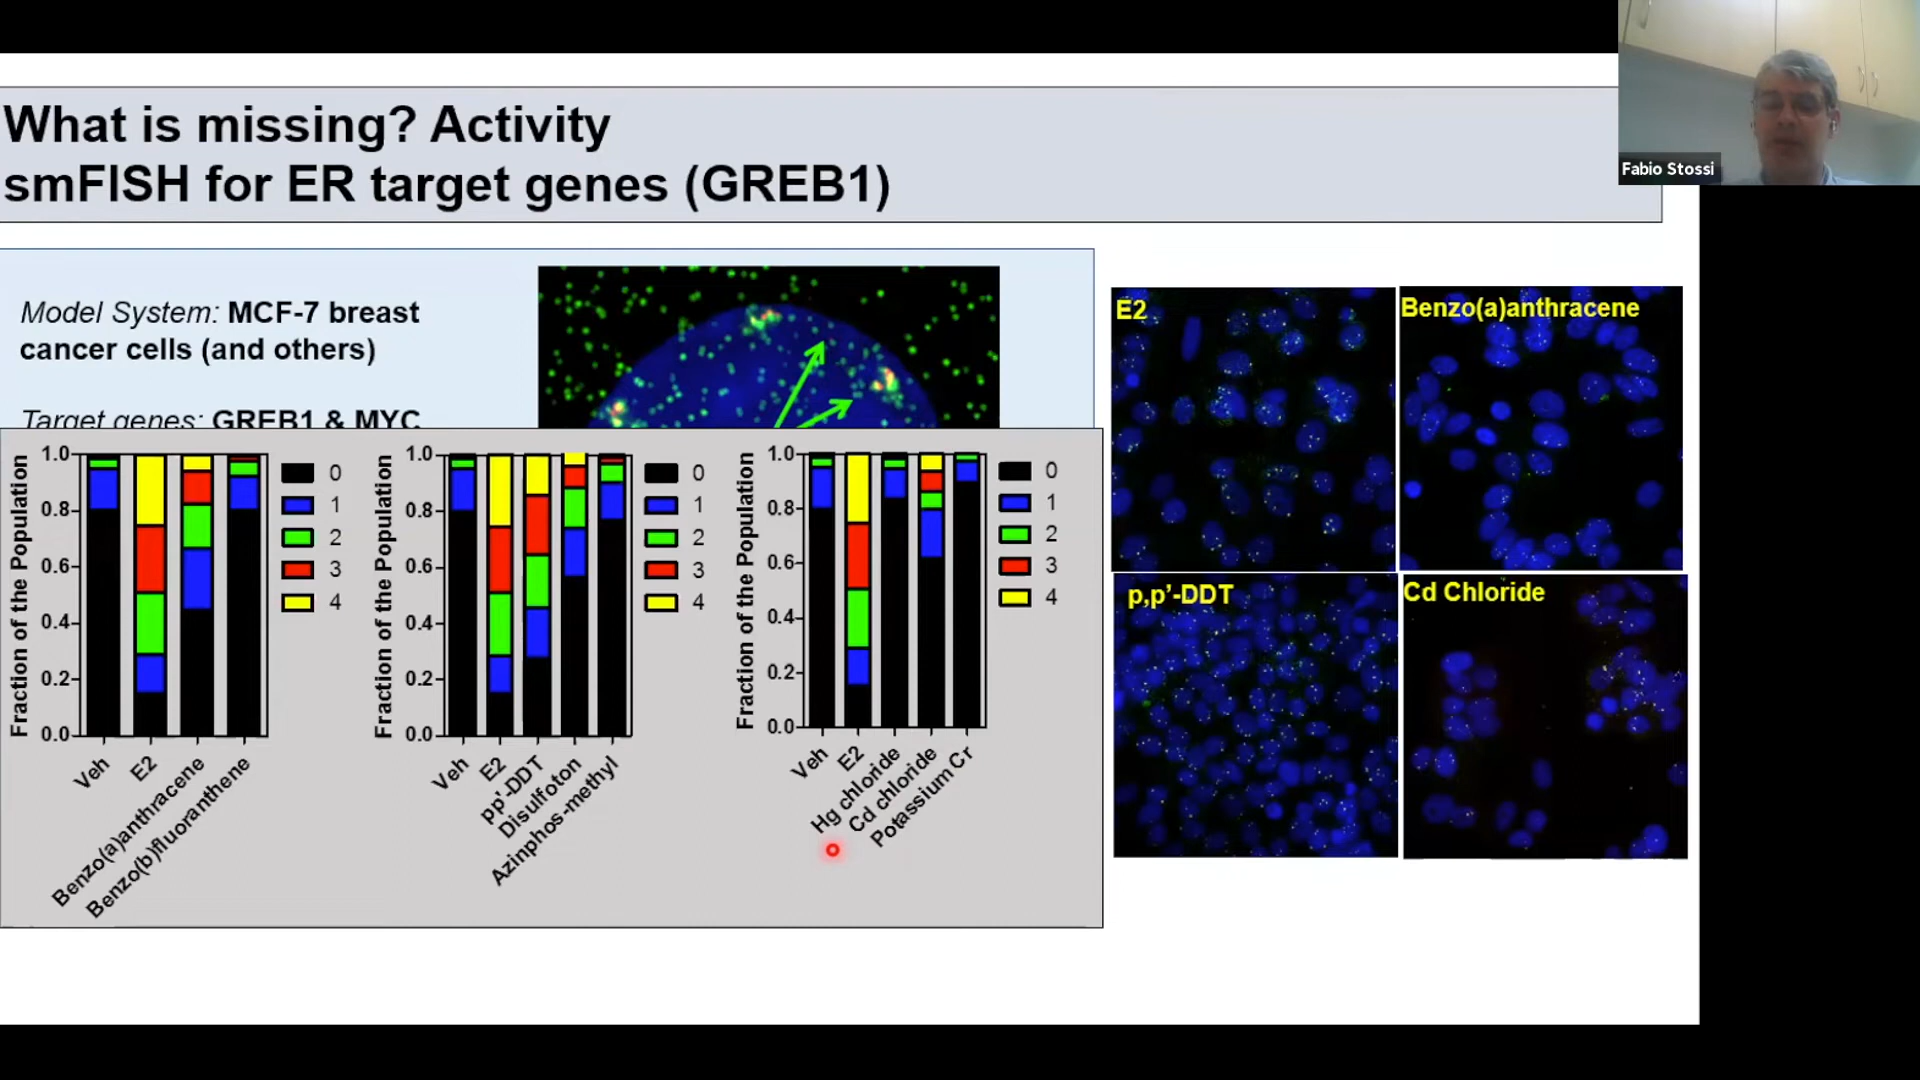 What is missing? Activity
smFISH for ER target genes (GREB1)
Fabio Stossi
Model System: MCF-7 breast
cancer cells (and others)
Target genes: GREB1 & MYC
Fraction of the Population
1.0
0.8
0.6
0.4
0.2
0.0
0
1
2
3
4
Veh
E2
Benzo(a)anthracene
Benzo(b)fluoranthene
Fraction of the Population
1.0
0.8
0.6
0.4
0.2
0.0
0
1
2
3
4
Veh
E2
pp'-DDT
Disulfoton
Azinphos-methyl
Fraction of the Population
1.0
0.8
0.6
0.4
0.2
0.0
0
1
2
3
4
Veh
E2
Hg chloride
Cd chloride
Potassium Cr
E2
Benzo(a)anthracene
p,p’-DDT
Cd Chloride